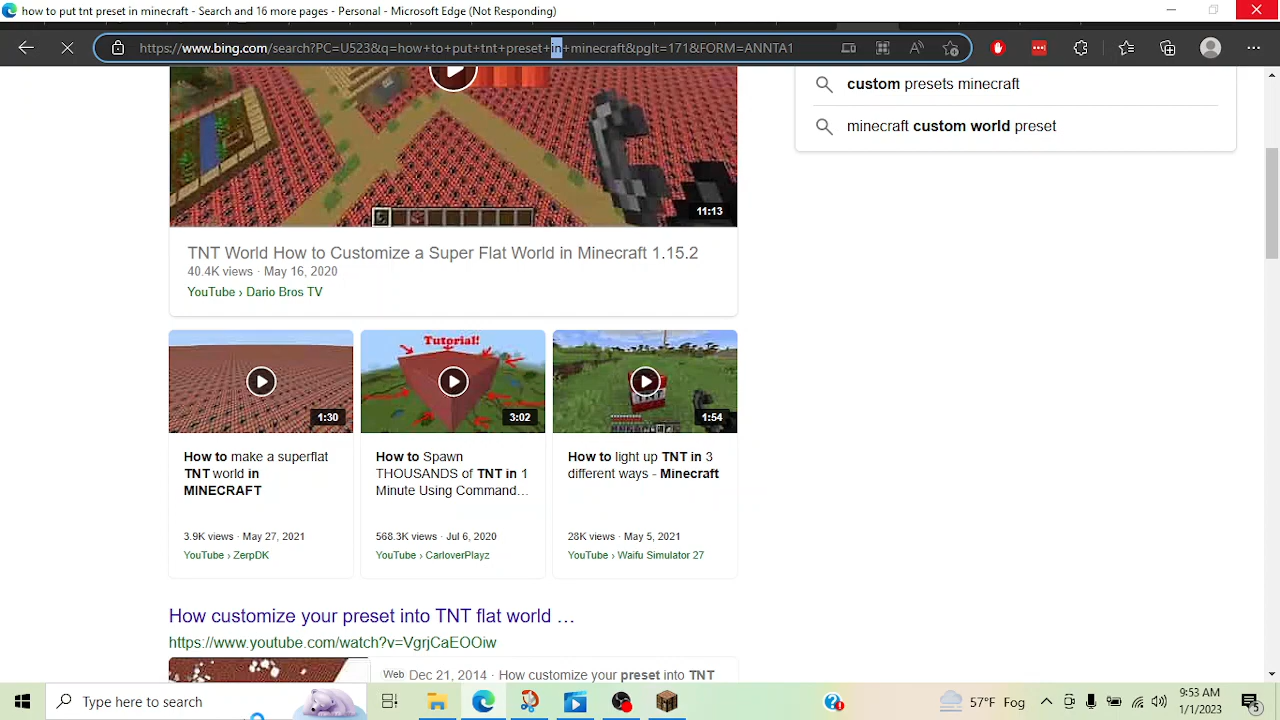 how to put tnt preset in minecraft - Search and 16 more pages - Personal - Microsoft Edge (Not Responding)
https://www.bing.com/search?PC=U523&q=how+to+put+tnt+preset+in+minecraft&pglt=171&FORM=ANNTA1
custom presets minecraft
minecraft custom world preset
11:13
TNT World How to Customize a Super Flat World in Minecraft 1.15.2
40.4K views · May 16, 2020
YouTube › Dario Bros TV
Tutorial!
1:30
3:02
1:54
How to make a superflat
TNT world in
MINECRAFT
3.9K views · May 27, 2021
YouTube › ZerpDK
How to Spawn
THOUSANDS of TNT in 1
Minute Using Command...
568.3K views · Jul 6, 2020
YouTube › CarloverPlayz
How to light up TNT in 3
different ways - Minecraft
28K views · May 5, 2021
YouTube › Waifu Simulator 27
How customize your preset into TNT flat world ...
https://www.youtube.com/watch?v=VgrjCaEOOiw
Web Dec 21, 2014 · How customize your preset into TNT
Type here to search
57°F Fog
9:53 AM
1/1/2023
5